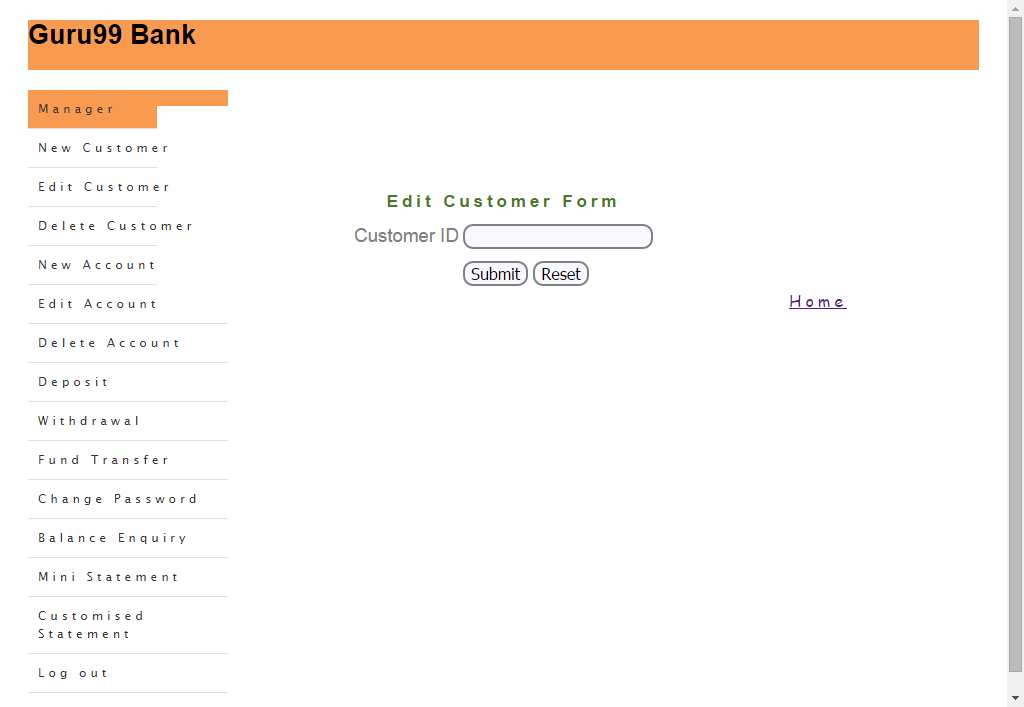 Guru99 Bank
Manager
New Customer
Edit Customer
Delete Customer
New Account
Edit Account
Delete Account
Deposit
Withdrawal
Fund Transfer
Change Password
Balance Enquiry
Mini Statement
Customised
Statement
Log out
Edit Customer Form
Customer ID
Submit Reset
Home